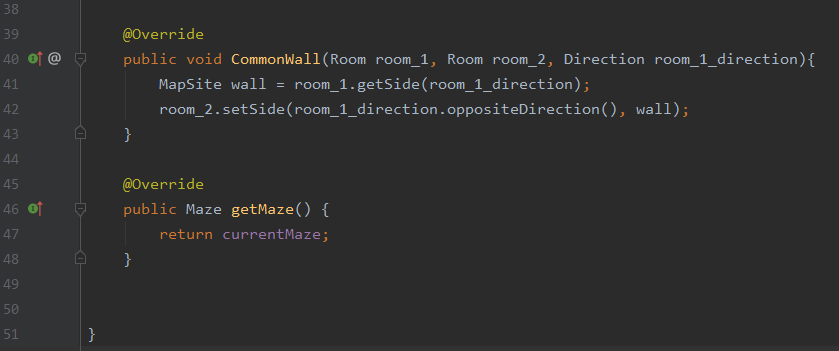 38
39 @Override
40 @ public void CommonWall(Room room_1, Room room_2, Direction room_1_direction){
41 MapSite wall = room_1.getSide(room_1_direction);
42 room_2.setSide(room_1_direction.oppositeDirection(), wall);
43 }
44
45 @Override
46 public Maze getMaze() {
47 return currentMaze;
48 }
49
50
51 }